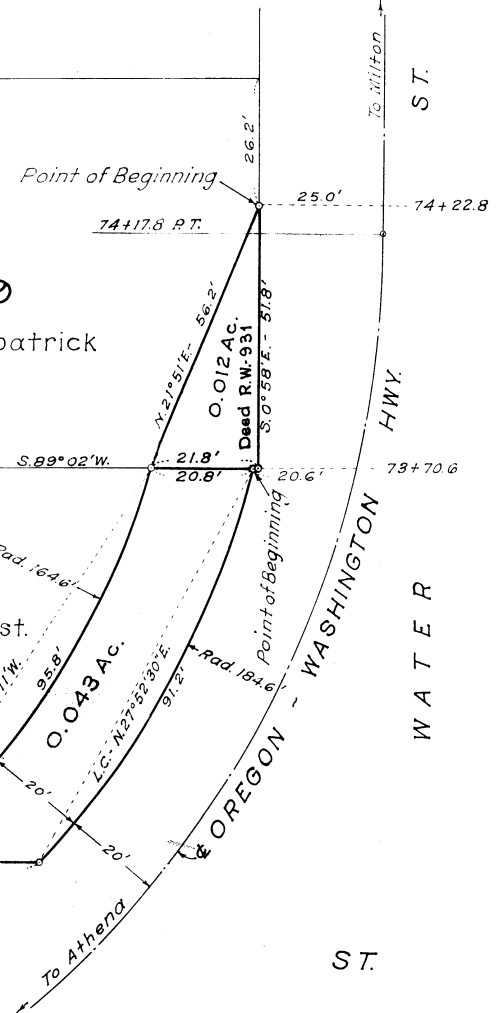 To Milton
ST.
26.2'
Point of Beginning
25.0'
74+22.8
74+17.8 P.T.
N.21°51'E.- 56.2'
0.012 Ac.
Deed R.W.-931
S.0°58'E.- 51.8'
patrick
HWY.
S.89°02'W.
21.8'
20.8'
20.6'
73+70.6
Point of Beginning
Rad. 164.6'
st.
11'W.
95.8'
0.043 Ac.
L.C.- N.27°52'30"E.
91.2'
Rad. 184.6'
OREGON - WASHINGTON
WATER
20'
20'
℄
To Athena
ST.